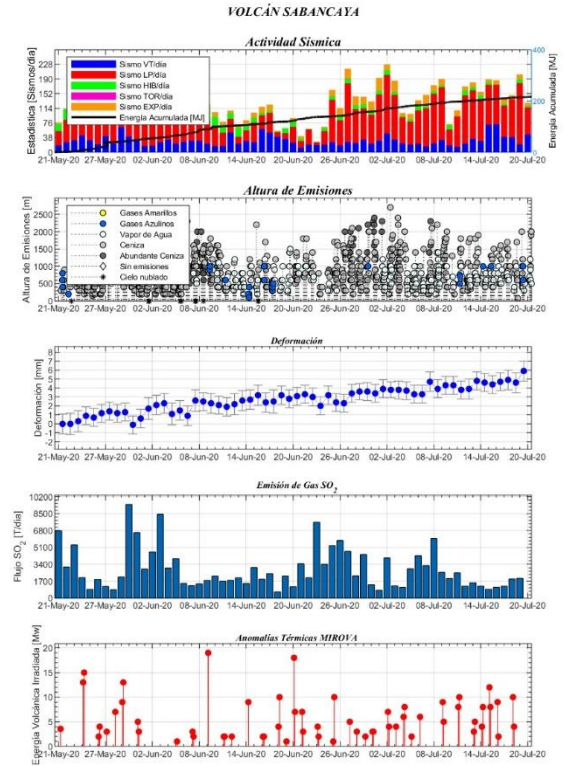 VOLCÁN SABANCAYA
Actividad Sísmica
Estadística [Sismos/día]
Energía Acumulada [MJ]
228
190
152
114
76
38
0
400
200
0
Sismo VT/día
Sismo LP/día
Sismo HIB/día
Sismo TOR/día
Sismo EXP/día
Energía Acumulada [MJ]
21-May-20 27-May-20 02-Jun-20 08-Jun-20 14-Jun-20 20-Jun-20 26-Jun-20 02-Jul-20 08-Jul-20 14-Jul-20 20-Jul-20
Altura de Emisiones
Altura de Emisiones [m]
2500
2000
1500
1000
500
0
Gases Amarillos
Gases Azulinos
Vapor de Agua
Ceniza
Abundante Ceniza
Sin emisiones
Cielo nublado
21-May-20 27-May-20 02-Jun-20 08-Jun-20 14-Jun-20 20-Jun-20 26-Jun-20 02-Jul-20 08-Jul-20 14-Jul-20 20-Jul-20
Deformación
Deformación [mm]
8
7
6
5
4
3
2
1
0
-1
-2
21-May-20 27-May-20 02-Jun-20 08-Jun-20 14-Jun-20 20-Jun-20 26-Jun-20 02-Jul-20 08-Jul-20 14-Jul-20 20-Jul-20
Emisión de Gas SO2
Flujo SO2 [T/día]
10200
8500
6800
5100
3400
1700
0
21-May-20 27-May-20 02-Jun-20 08-Jun-20 14-Jun-20 20-Jun-20 26-Jun-20 02-Jul-20 08-Jul-20 14-Jul-20 20-Jul-20
Anomalías Térmicas MIROVA
Energía Volcánica Irradiada [Mw]
20
15
10
5
0
21-May-20 27-May-20 02-Jun-20 08-Jun-20 14-Jun-20 20-Jun-20 26-Jun-20 02-Jul-20 08-Jul-20 14-Jul-20 20-Jul-20